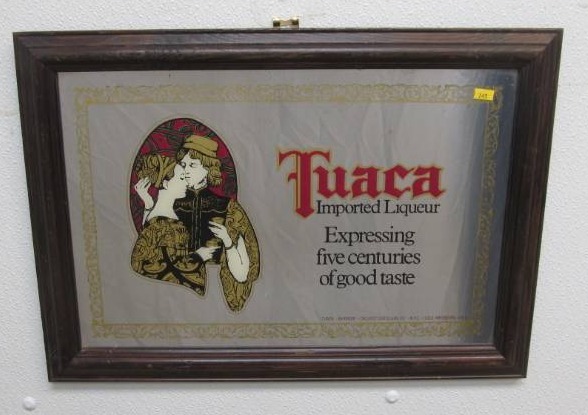 Tuaca
Imported Liqueur
Expressing
five centuries
of good taste